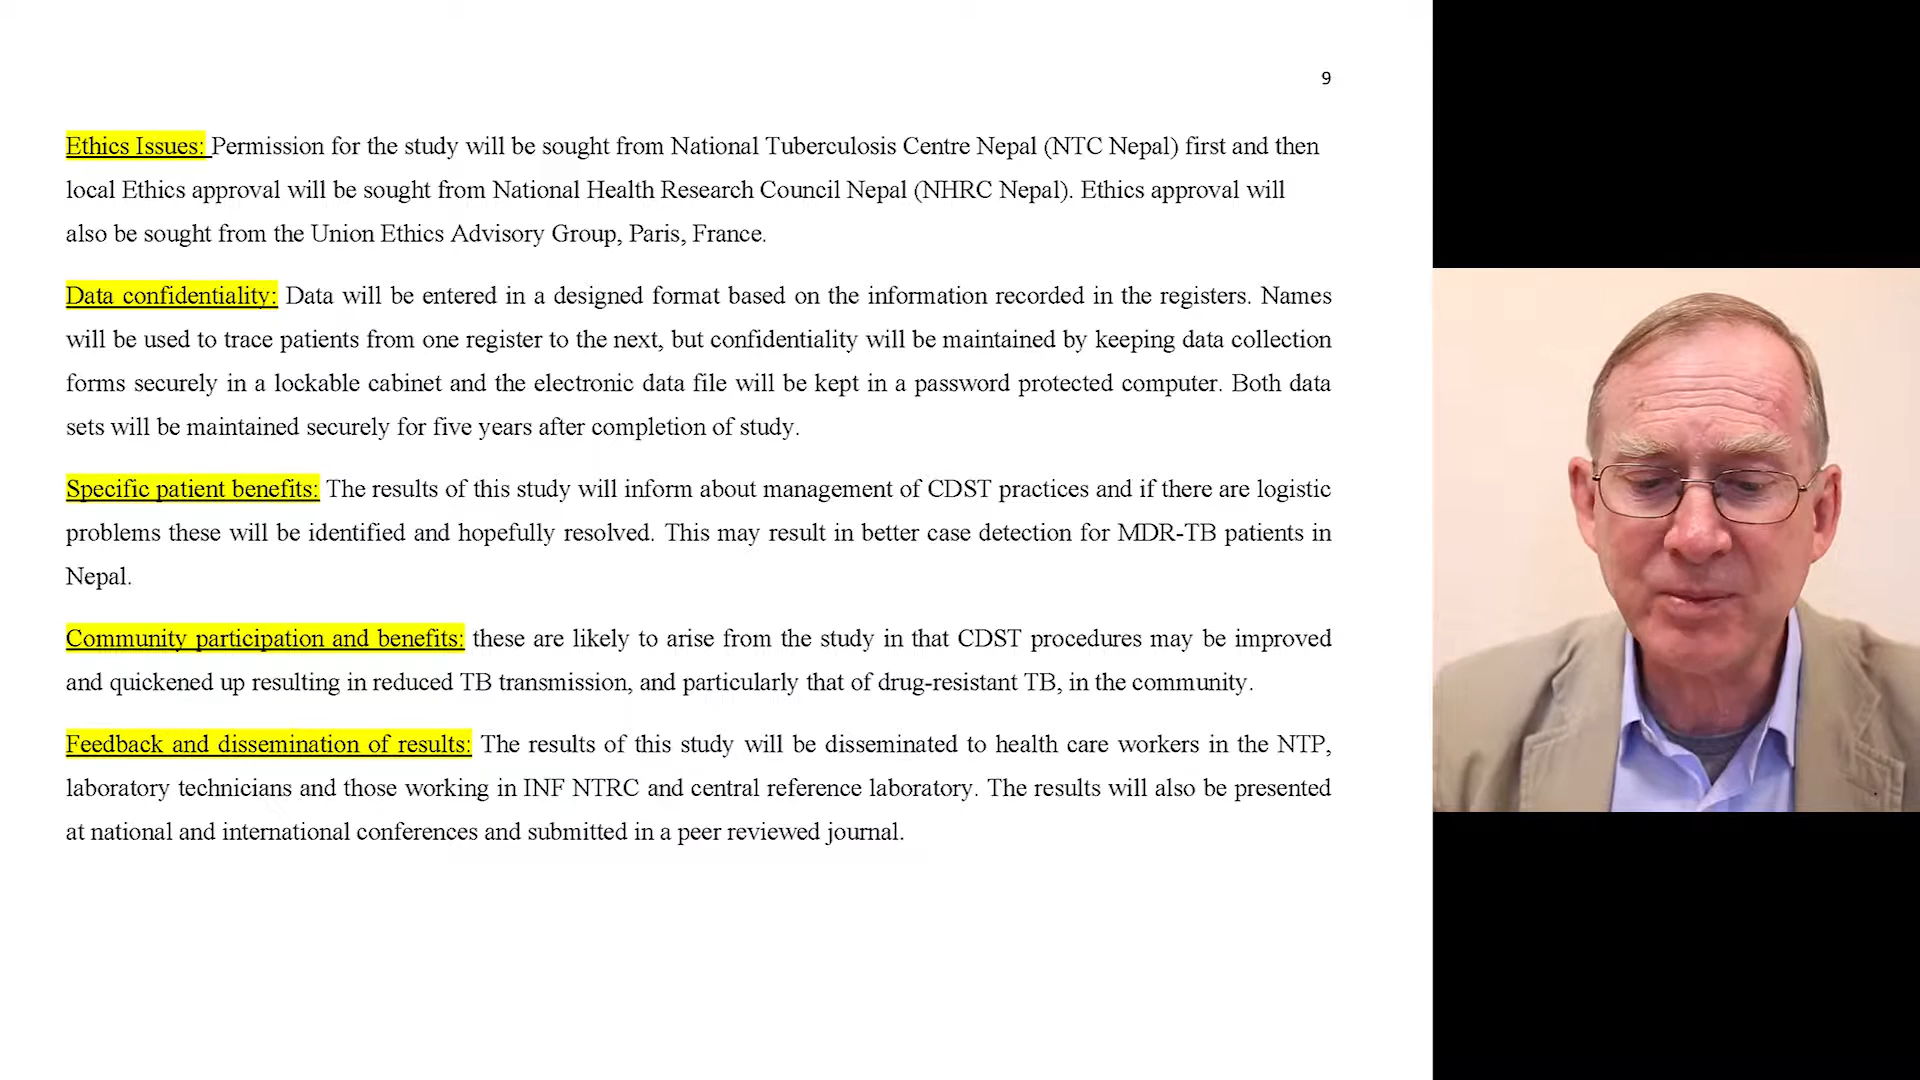 9
Ethics Issues: Permission for the study will be sought from National Tuberculosis Centre Nepal (NTC Nepal) first and then
local Ethics approval will be sought from National Health Research Council Nepal (NHRC Nepal). Ethics approval will
also be sought from the Union Ethics Advisory Group, Paris, France.
Data confidentiality: Data will be entered in a designed format based on the information recorded in the registers. Names
will be used to trace patients from one register to the next, but confidentiality will be maintained by keeping data collection
forms securely in a lockable cabinet and the electronic data file will be kept in a password protected computer. Both data
sets will be maintained securely for five years after completion of study.
Specific patient benefits: The results of this study will inform about management of CDST practices and if there are logistic
problems these will be identified and hopefully resolved. This may result in better case detection for MDR-TB patients in
Nepal.
Community participation and benefits: these are likely to arise from the study in that CDST procedures may be improved
and quickened up resulting in reduced TB transmission, and particularly that of drug-resistant TB, in the community.
Feedback and dissemination of results: The results of this study will be disseminated to health care workers in the NTP,
laboratory technicians and those working in INF NTRC and central reference laboratory. The results will also be presented
at national and international conferences and submitted in a peer reviewed journal.